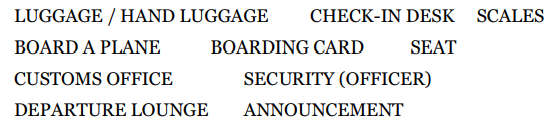 LUGGAGE / HAND LUGGAGE CHECK-IN DESK SCALES
BOARD A PLANE BOARDING CARD SEAT
CUSTOMS OFFICE SECURITY (OFFICER)
DEPARTURE LOUNGE ANNOUNCEMENT